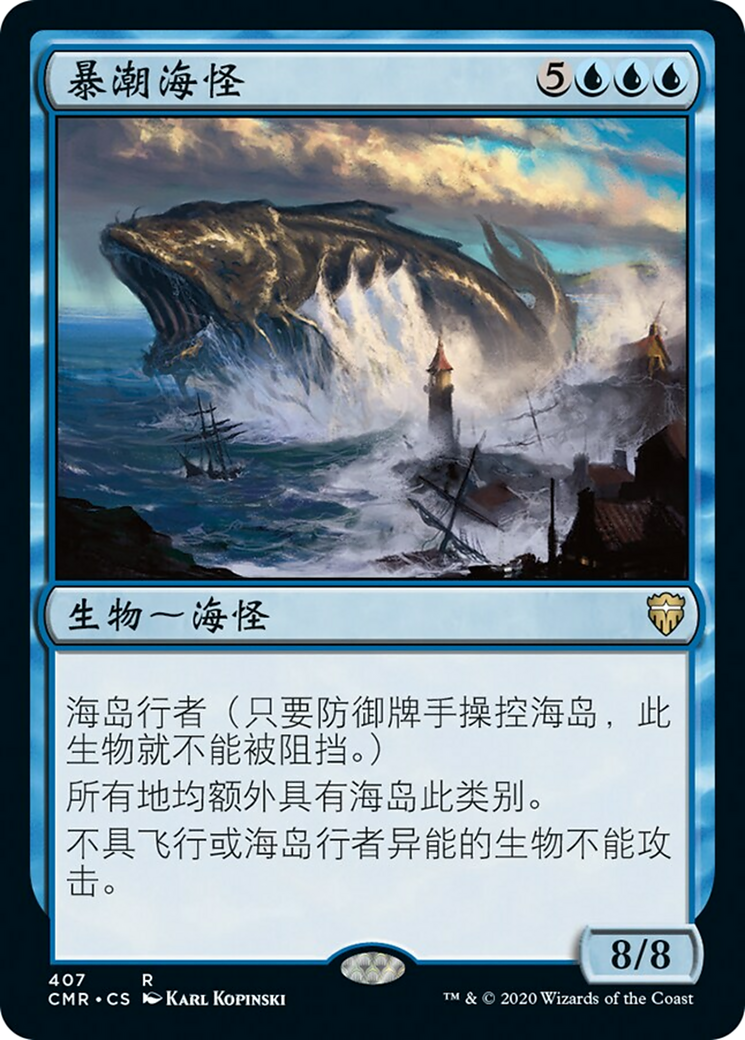 暴潮海怪 5
生物～海怪
海岛行者（只要防御牌手操控海岛，此
生物就不能被阻挡。）
所有地均额外具有海岛此类别。
不具飞行或海岛行者异能的生物不能攻
击。
8/8
407 R
CMR • CS Karl Kopinski
™ & © 2020 Wizards of the Coast